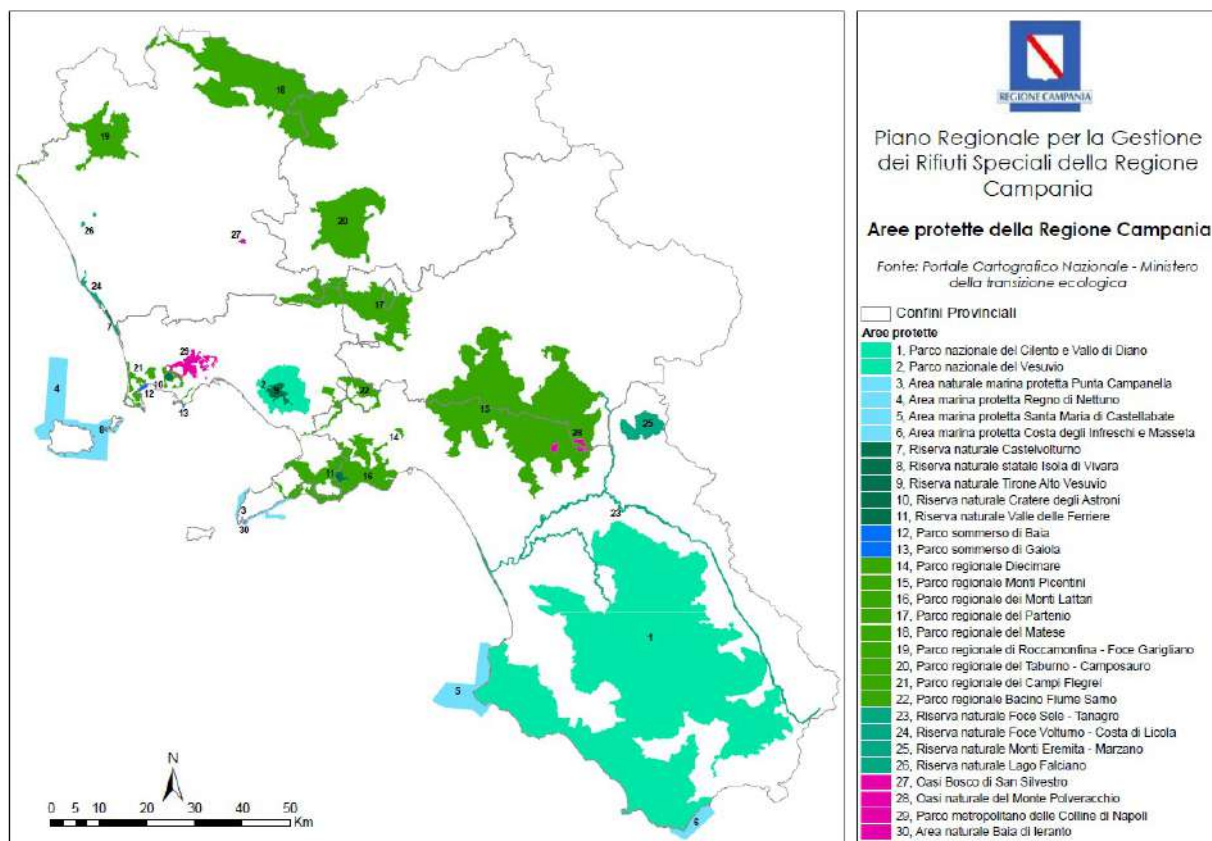 18
19
20
27
26
24
17
7
29
21
10
12
13
2
9
22
4
8
15
25
28
14
11
16
3
30
23
1
5
6
N
0 5 10 20 30 40 50
Km
REGIONE CAMPANIA
Piano Regionale per la Gestione
dei Rifiuti Speciali della Regione
Campania
Aree protette della Regione Campania
Fonte: Portale Cartografico Nazionale - Ministero
della transizione ecologica
Confini Provinciali
Aree protette
1, Parco nazionale del Cilento e Vallo di Diano
2, Parco nazionale del Vesuvio
3, Area naturale marina protetta Punta Campanella
4, Area marina protetta Regno di Nettuno
5, Area marina protetta Santa Maria di Castellabate
6, Area marina protetta Costa degli Infreschi e Masseta
7, Riserva naturale Castelvolturno
8, Riserva naturale statale Isola di Vivara
9, Riserva naturale Tirone Alto Vesuvio
10, Riserva naturale Cratere degli Astroni
11, Riserva naturale Valle delle Ferriere
12, Parco sommerso di Baia
13, Parco sommerso di Gaiola
14, Parco regionale Diecimare
15, Parco regionale Monti Picentini
16, Parco regionale dei Monti Lattari
17, Parco regionale del Partenio
18, Parco regionale del Matese
19, Parco regionale di Roccamonfina - Foce Garigliano
20, Parco regionale del Taburno - Camposauro
21, Parco regionale dei Campi Flegrei
22, Parco regionale Bacino Fiume Sarno
23, Riserva naturale Foce Sele - Tanagro
24, Riserva naturale Foce Volturno - Costa di Licola
25, Riserva naturale Monti Eremita - Marzano
26, Riserva naturale Lago Falciano
27, Oasi Bosco di San Silvestro
28, Oasi naturale del Monte Polveracchio
29, Parco metropolitano delle Colline di Napoli
30, Area naturale Baia di Ieranto